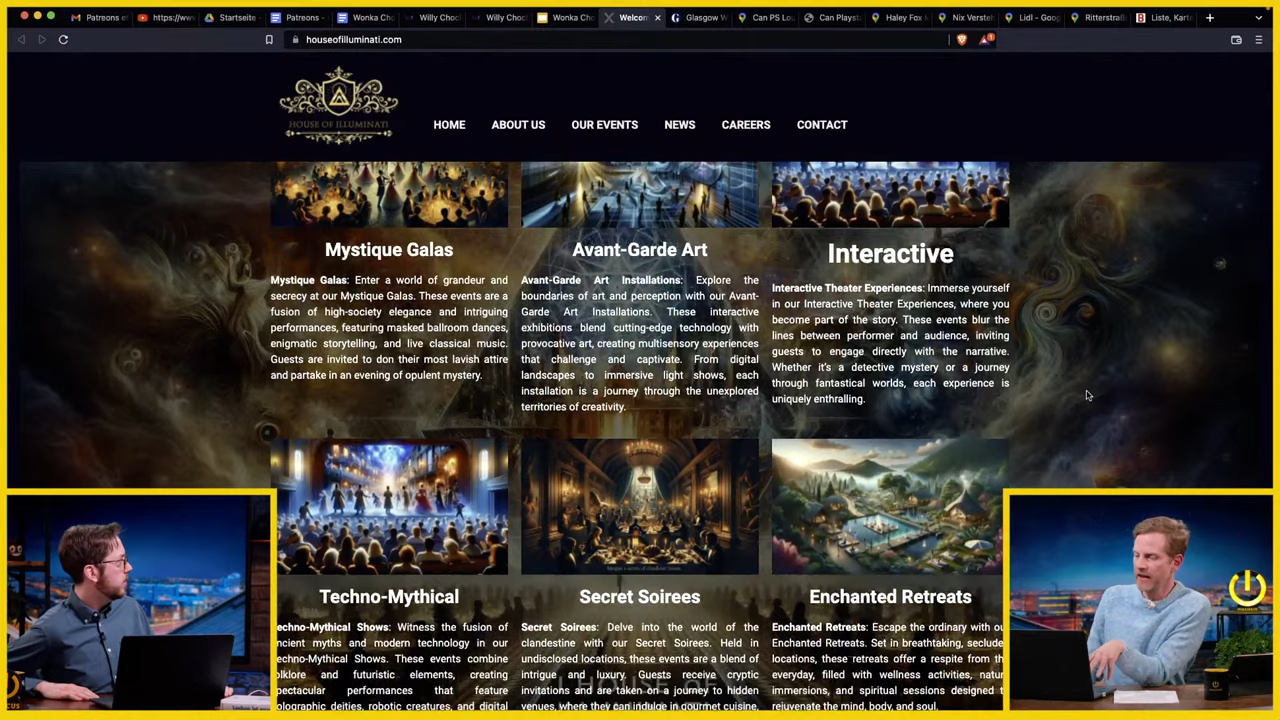 Patreons of
https://www
Startseite -
Patreons -
Wonka Cho
Willy Chocl
Willy Chocl
Wonka Cho
Welcom
Glasgow W
Can PS Lou
Can Playsta
Haley Fox M
Nix Versteh
Lidl - Goog
Ritterstraß
Liste, Kart
houseofilluminati.com
HOUSE OF ILLUMINATI
HOME
ABOUT US
OUR EVENTS
NEWS
CAREERS
CONTACT
Mystique Galas
Mystique Galas: Enter a world of grandeur and
secrecy at our Mystique Galas. These events are a
fusion of high-society elegance and intriguing
performances, featuring masked ballroom dances,
enigmatic storytelling, and live classical music.
Guests are invited to don their most lavish attire
and partake in an evening of opulent mystery.
Avant-Garde Art
Avant-Garde Art Installations: Explore the
boundaries of art and perception with our Avant-
Garde Art Installations. These interactive
exhibitions blend cutting-edge technology with
provocative art, creating multisensory experiences
that challenge and captivate. From digital
landscapes to immersive light shows, each
installation is a journey through the unexplored
territories of creativity.
Interactive
Interactive Theater Experiences: Immerse yourself
in our Interactive Theater Experiences, where you
become part of the story. These events blur the
lines between performer and audience, inviting
guests to engage directly with the narrative.
Whether it's a detective mystery or a journey
through fantastical worlds, each experience is
uniquely enthralling.
Techno-Mythical
echno-Mythical Shows: Witness the fusion of
ncient myths and modern technology in our
echno-Mythical Shows. These events combine
olklore and futuristic elements, creating
pectacular performances that feature
olographic deities, robotic creatures, and digital
Secret Soirees
Secret Soirees: Delve into the world of the
clandestine with our Secret Soirees. Held in
undisclosed locations, these events are a blend of
intrigue and luxury. Guests receive cryptic
invitations and are taken on a journey to hidden
venues, where they can indulge in gourmet cuisine,
Enchanted Retreats
Enchanted Retreats: Escape the ordinary with ou
Enchanted Retreats. Set in breathtaking, seclude
locations, these retreats offer a respite from th
everyday, filled with wellness activities, natur
immersions, and spiritual sessions designed t
rejuvenate the mind, body, and soul.
HOUSE OF